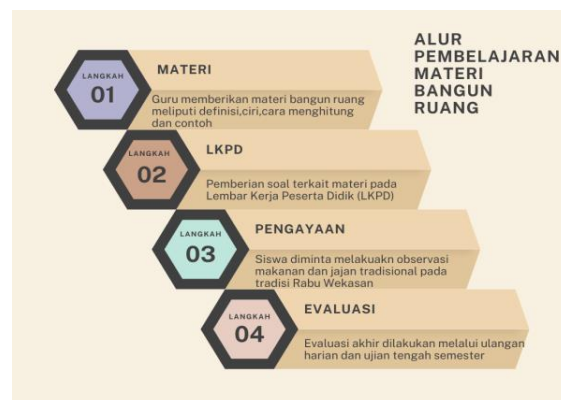 ALUR
PEMBELAJARAN
MATERI
BANGUN
RUANG
LANGKAH
01
MATERI
Guru memberikan materi bangun ruang
meliputi definisi,ciri,cara menghitung
dan contoh
LANGKAH
02
LKPD
Pemberian soal terkait materi pada
Lembar Kerja Peserta Didik (LKPD)
LANGKAH
03
PENGAYAAN
Siswa diminta melakuakn observasi
makanan dan jajan tradisional pada
tradisi Rabu Wekasan
LANGKAH
04
EVALUASI
Evaluasi akhir dilakukan melalui ulangan
harian dan ujian tengah semester